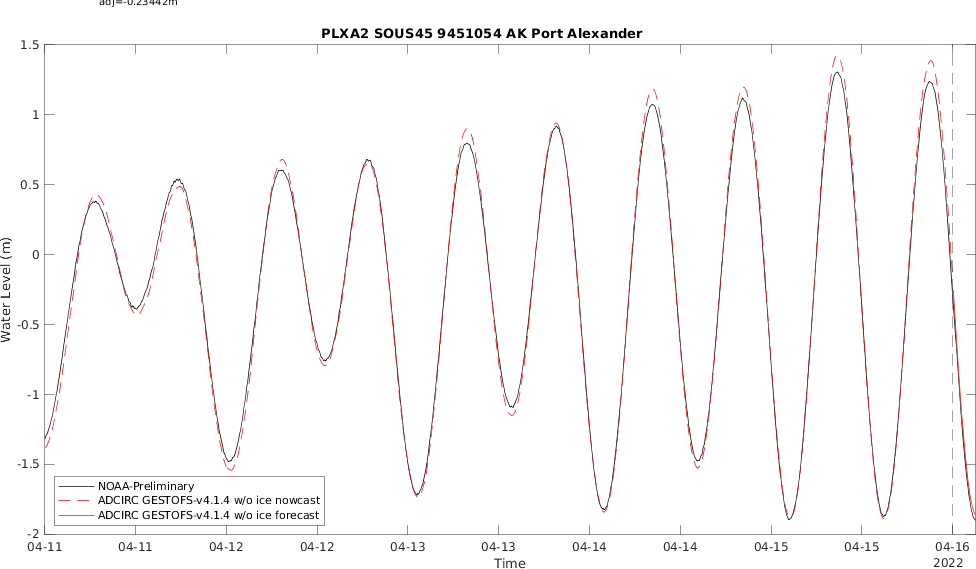 adj=-0.23442m
PLXA2 SOUS45 9451054 AK Port Alexander
1.5
1
0.5
0
-0.5
-1
-1.5
-2
Water Level (m)
NOAA-Preliminary
ADCIRC GESTOFS-v4.1.4 w/o ice nowcast
ADCIRC GESTOFS-v4.1.4 w/o ice forecast
04-11 04-11 04-12 04-12 04-13 04-13 04-14 04-14 04-15 04-15 04-16
Time
2022